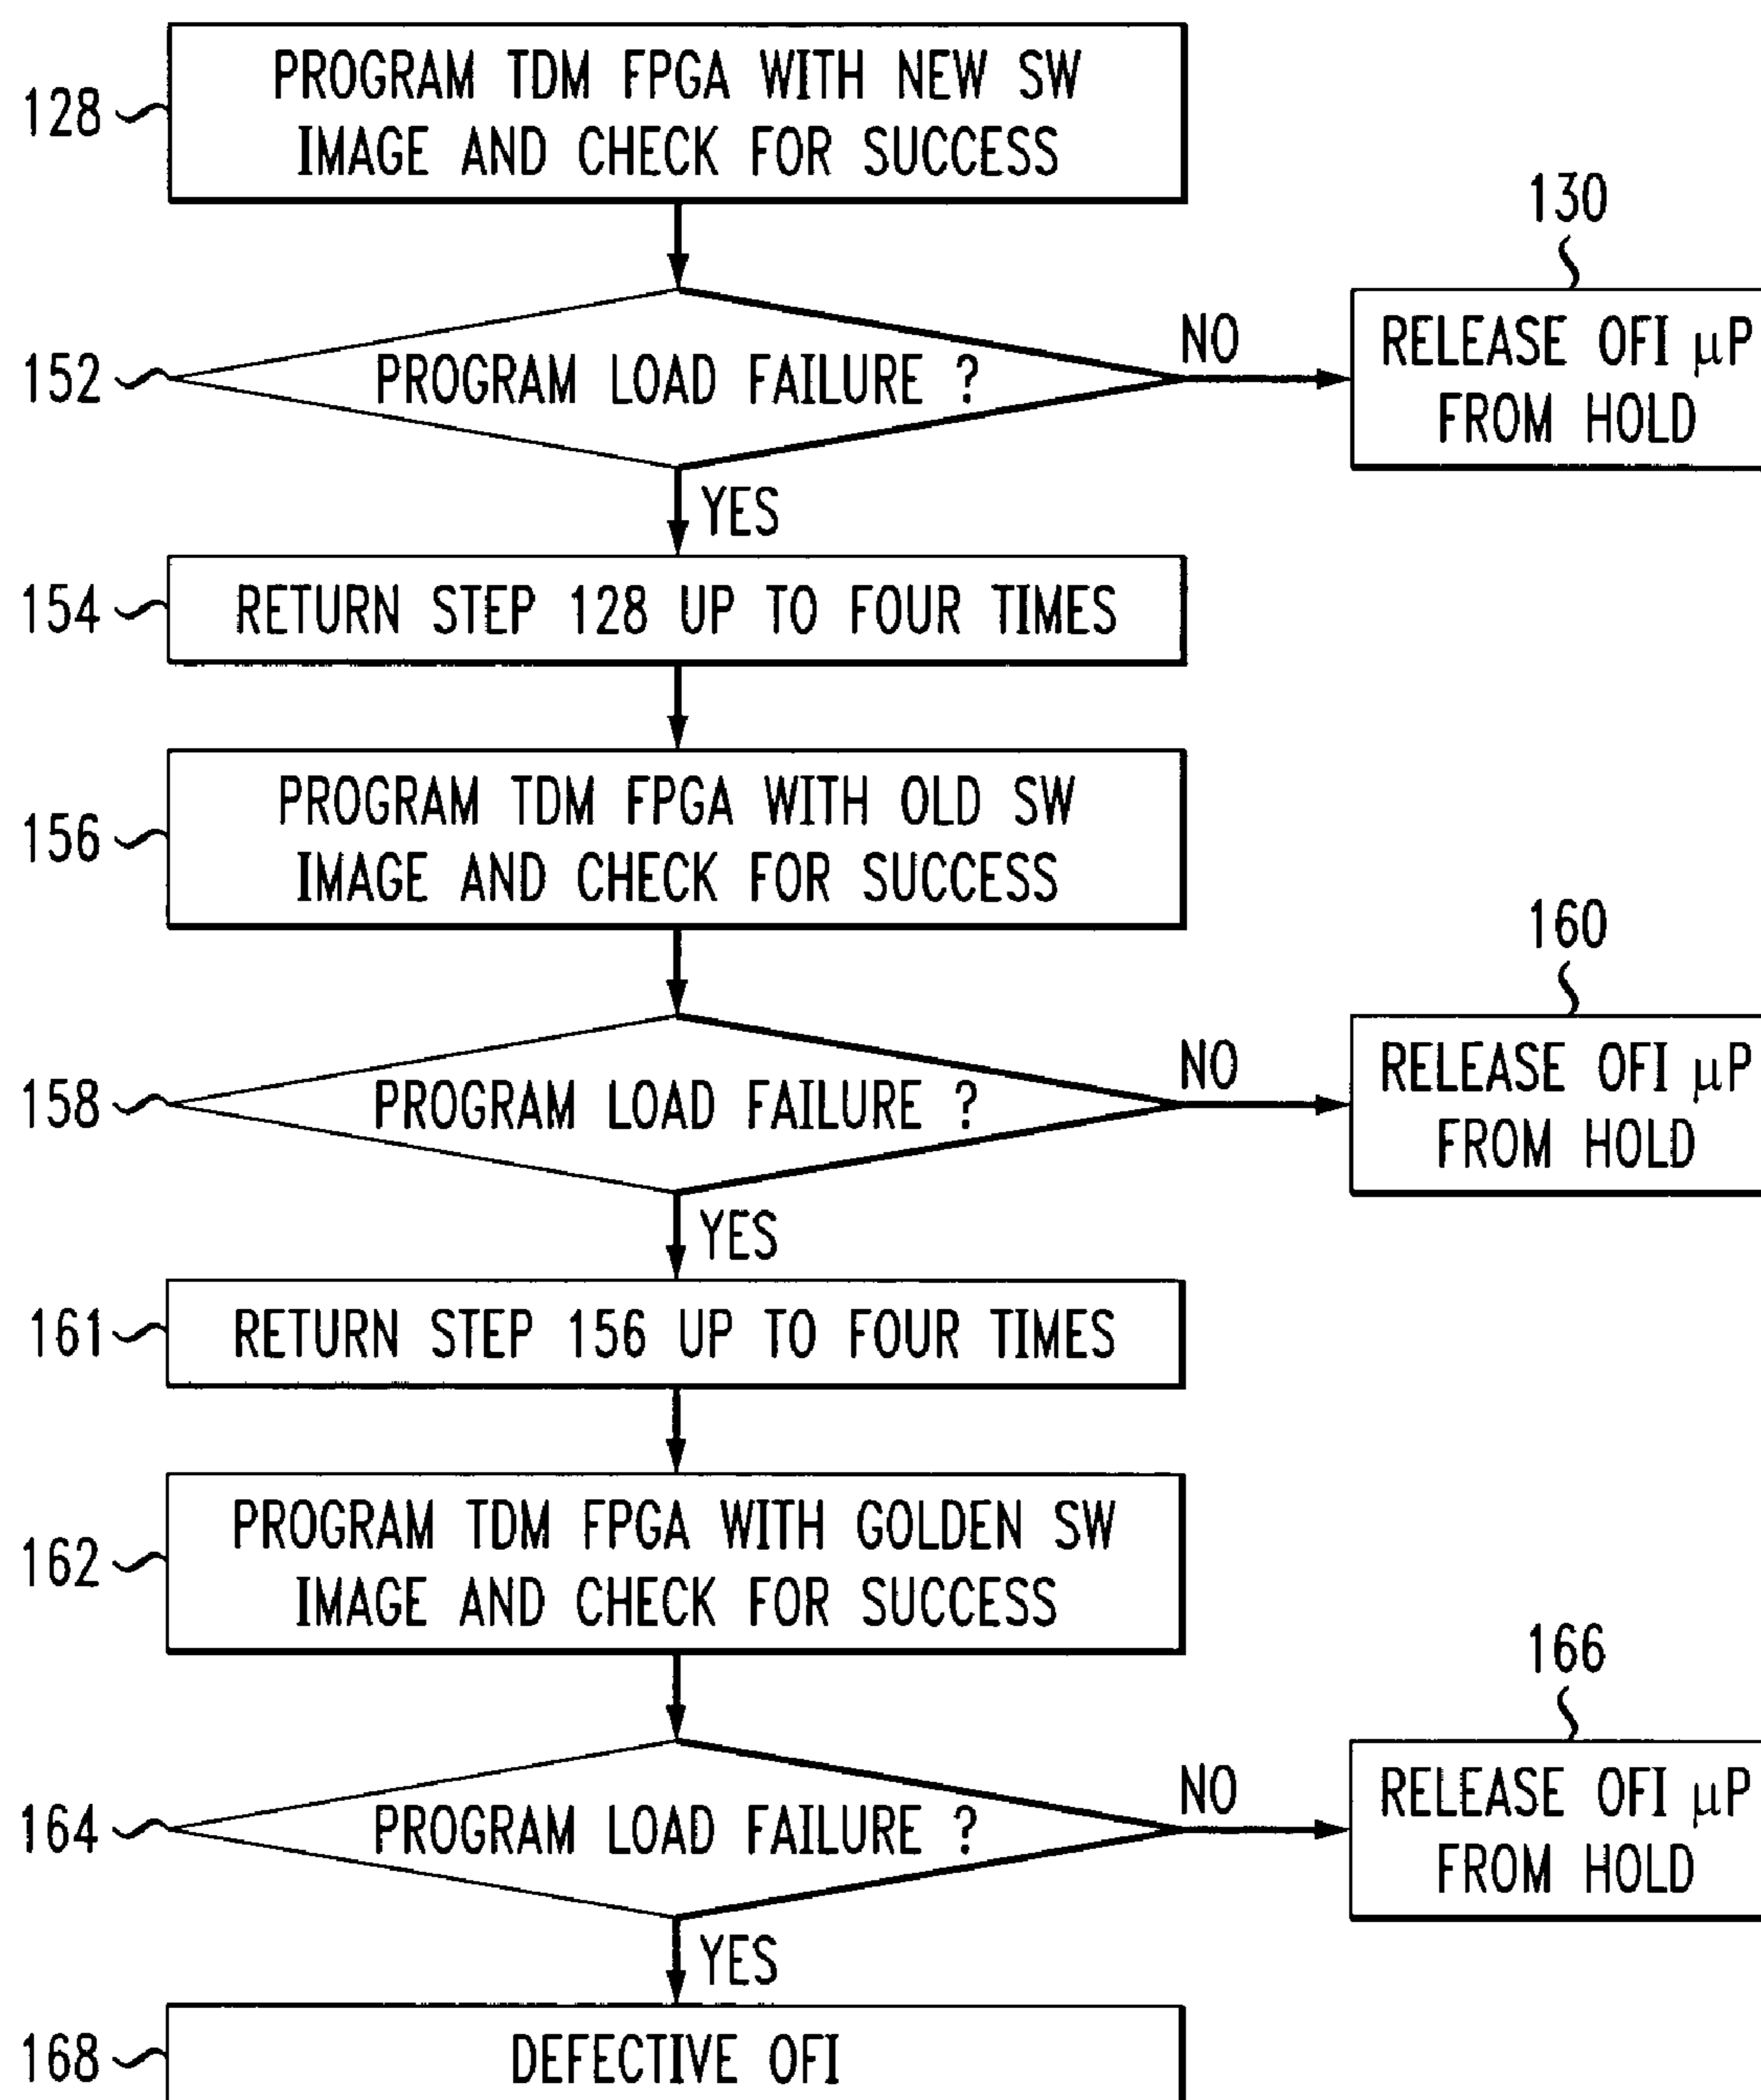 128
PROGRAM TDM FPGA WITH NEW SW
IMAGE AND CHECK FOR SUCCESS
130
152
PROGRAM LOAD FAILURE ?
NO
RELEASE OFI μP
FROM HOLD
YES
154
RETURN STEP 128 UP TO FOUR TIMES
156
PROGRAM TDM FPGA WITH OLD SW
IMAGE AND CHECK FOR SUCCESS
160
158
PROGRAM LOAD FAILURE ?
NO
RELEASE OFI μP
FROM HOLD
YES
161
RETURN STEP 156 UP TO FOUR TIMES
162
PROGRAM TDM FPGA WITH GOLDEN SW
IMAGE AND CHECK FOR SUCCESS
166
164
PROGRAM LOAD FAILURE ?
NO
RELEASE OFI μP
FROM HOLD
YES
168
DEFECTIVE OFI